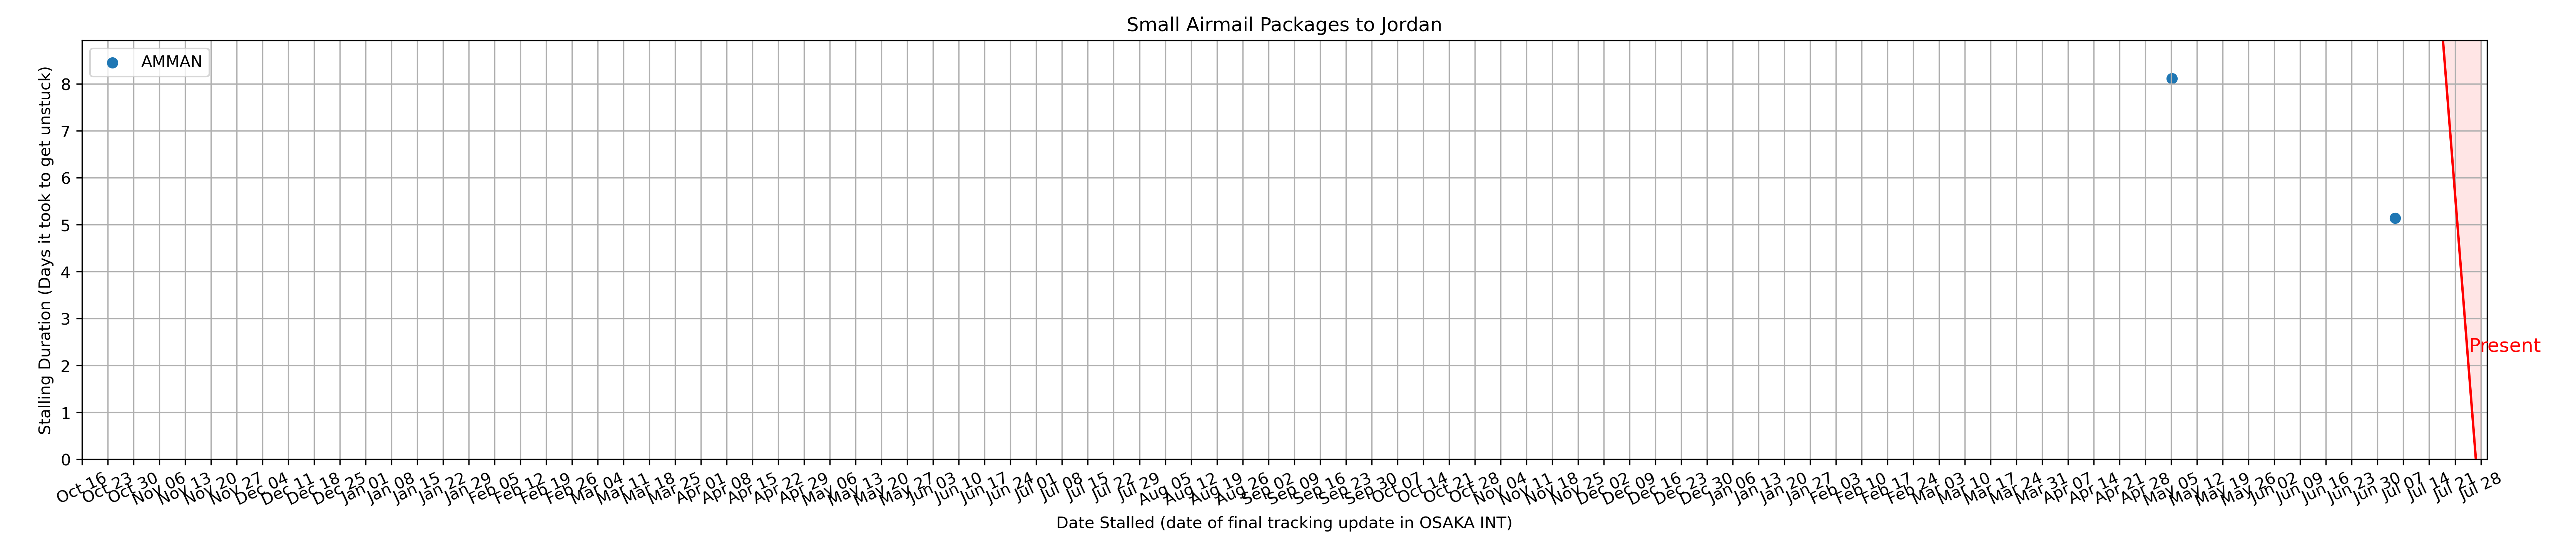 Small Airmail Packages to Jordan
AMMAN
Stalling Duration (Days it took to get unstuck)
8
7
6
5
4
3
2
1
0
Present
Oct 16
Oct 23
Oct 30
Nov 06
Nov 13
Nov 20
Nov 27
Dec 04
Dec 11
Dec 18
Dec 25
Jan 01
Jan 08
Jan 15
Jan 22
Jan 29
Feb 05
Feb 12
Feb 19
Feb 26
Mar 04
Mar 11
Mar 18
Mar 25
Apr 01
Apr 08
Apr 15
Apr 22
Apr 29
May 06
May 13
May 20
May 27
Jun 03
Jun 10
Jun 17
Jun 24
Jul 01
Jul 08
Jul 15
Jul 22
Jul 29
Aug 05
Aug 12
Aug 19
Aug 26
Sep 02
Sep 09
Sep 16
Sep 23
Sep 30
Oct 07
Oct 14
Oct 21
Oct 28
Nov 04
Nov 11
Nov 18
Nov 25
Dec 02
Dec 09
Dec 16
Dec 23
Dec 30
Jan 06
Jan 13
Jan 20
Jan 27
Feb 03
Feb 10
Feb 17
Feb 24
Mar 03
Mar 10
Mar 17
Mar 24
Mar 31
Apr 07
Apr 14
Apr 21
Apr 28
May 05
May 12
May 19
May 26
Jun 02
Jun 09
Jun 16
Jun 23
Jun 30
Jul 07
Jul 14
Jul 21
Jul 28
Date Stalled (date of final tracking update in OSAKA INT)